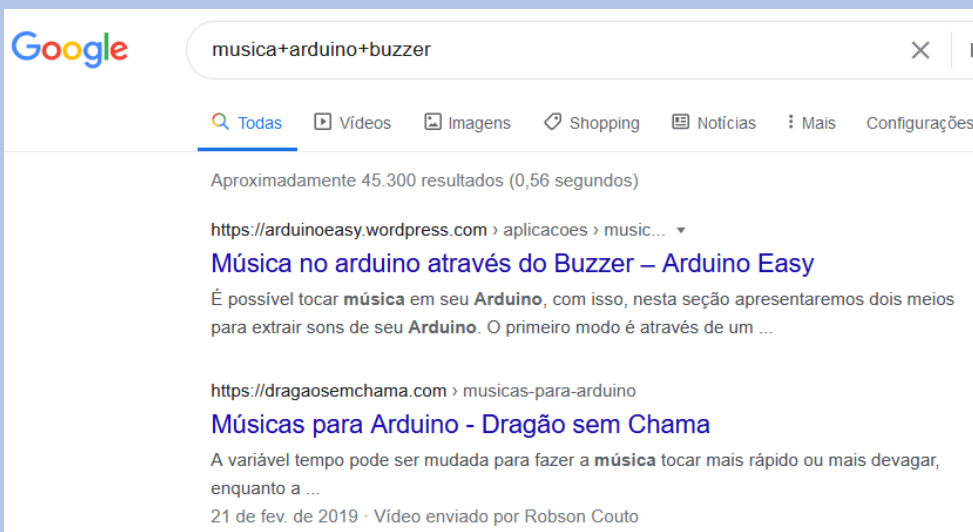 Google
musica+arduino+buzzer
Todas Vídeos Imagens Shopping Notícias Mais Configurações
Aproximadamente 45.300 resultados (0,56 segundos)
https://arduinoeasy.wordpress.com › aplicacoes › music...
Música no arduino através do Buzzer – Arduino Easy
É possível tocar música em seu Arduino, com isso, nesta seção apresentaremos dois meios
para extrair sons de seu Arduino. O primeiro modo é através de um ...
https://dragaosemchama.com › musicas-para-arduino
Músicas para Arduino - Dragão sem Chama
A variável tempo pode ser mudada para fazer a música tocar mais rápido ou mais devagar,
enquanto a ...
21 de fev. de 2019 · Vídeo enviado por Robson Couto